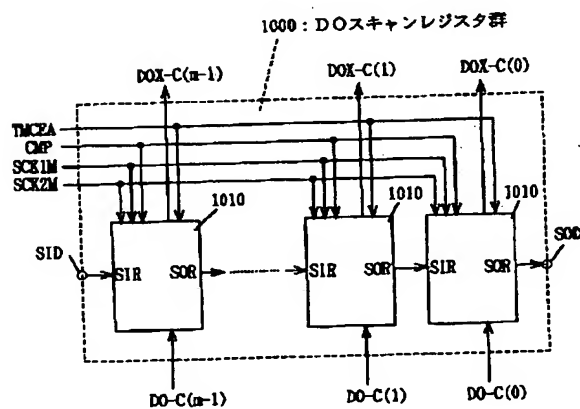 1000:DOスキャンレジスタ群
DOX-C(m-1) DOX-C(1) DOX-C(0)
TMCEA
CMP
SCK1M
SCK2M
1010 1010 1010
SID SIR SOR SIR SOR SIR SOR SOD
DO-C(m-1) DO-C(1) DO-C(0)